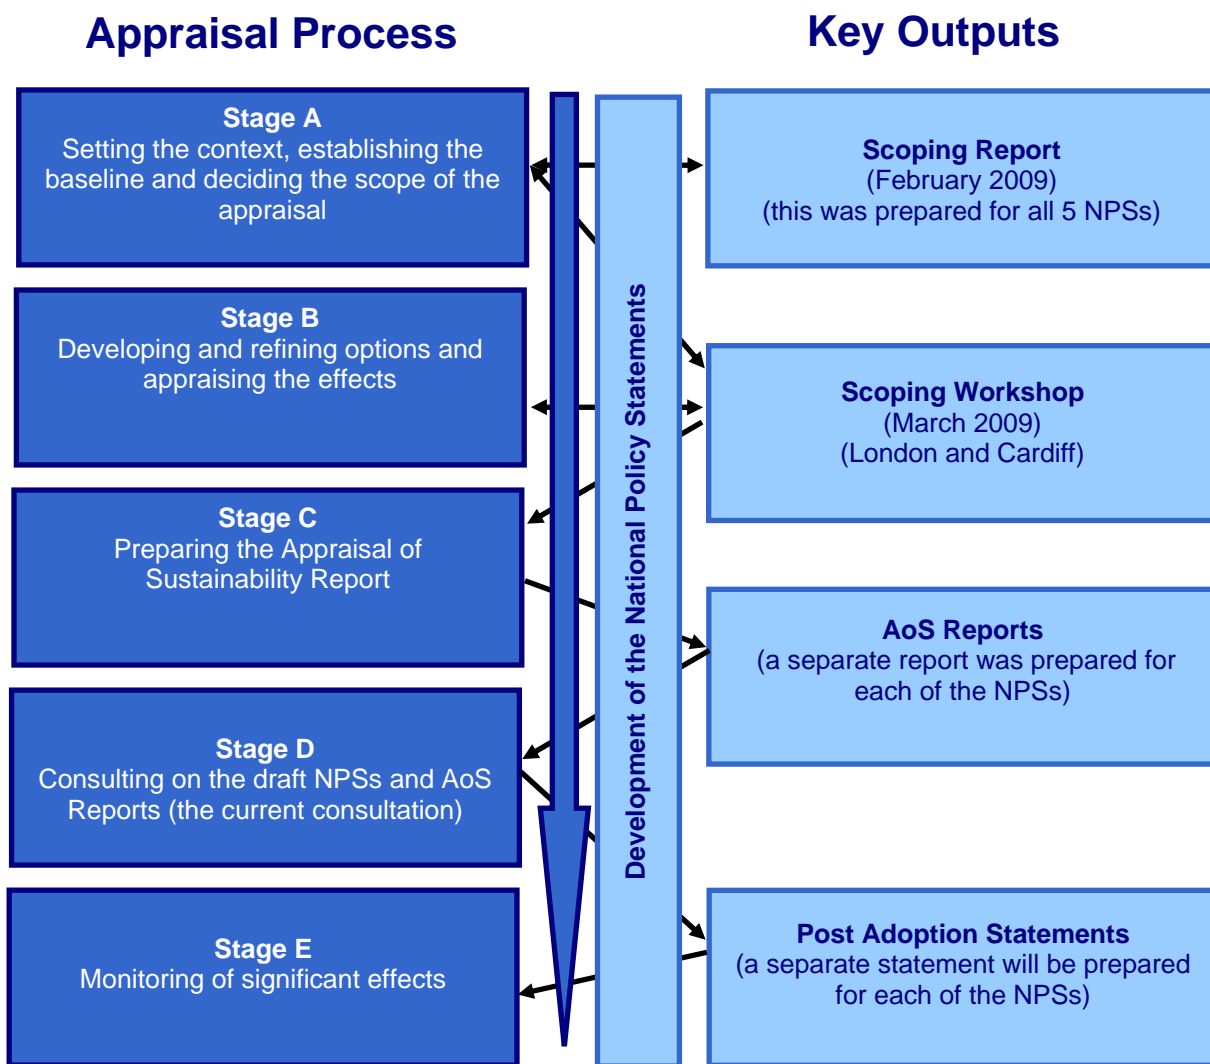 Appraisal Process
Key Outputs
Stage A
Setting the context, establishing the
baseline and deciding the scope of the
appraisal
Stage B
Developing and refining options and
appraising the effects
Stage C
Preparing the Appraisal of
Sustainability Report
Stage D
Consulting on the draft NPSs and AoS
Reports (the current consultation)
Stage E
Monitoring of significant effects
Development of the National Policy Statements
Scoping Report
(February 2009)
(this was prepared for all 5 NPSs)
Scoping Workshop
(March 2009)
(London and Cardiff)
AoS Reports
(a separate report was prepared for
each of the NPSs)
Post Adoption Statements
(a separate statement will be prepared
for each of the NPSs)